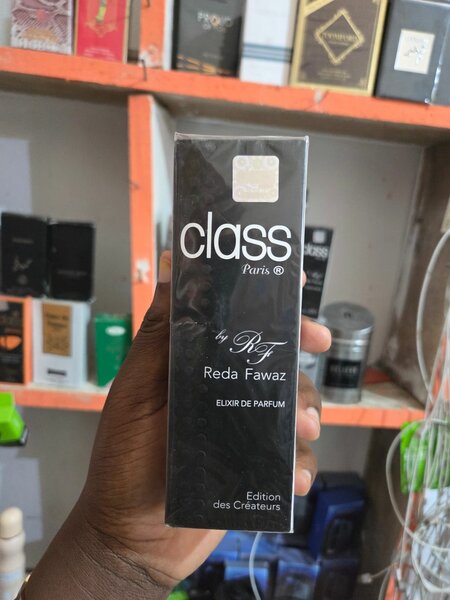 class
Paris ®
by RF
Reda Fawaz
ELIXIR DE PARFUM
Edition
des Créateurs